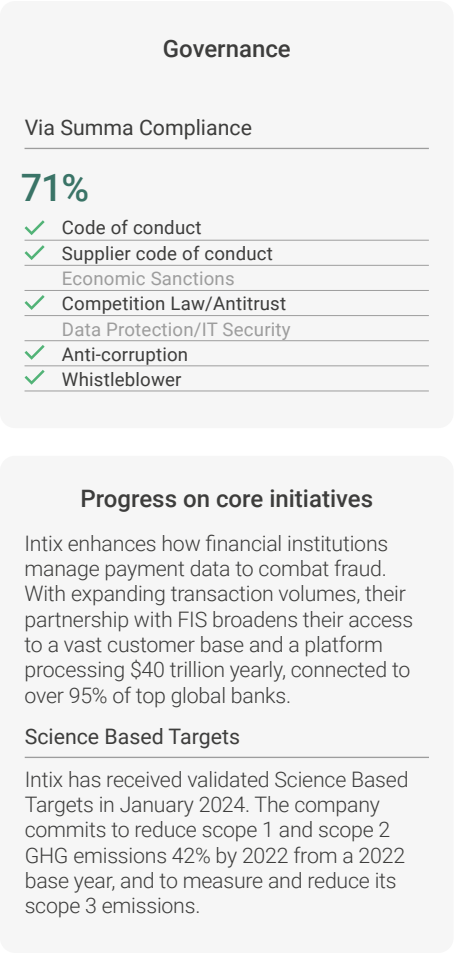 Governance
Via Summa Compliance
71%
Code of conduct
Supplier code of conduct
Economic Sanctions
Competition Law/Antitrust
Data Protection/IT Security
Anti-corruption
Whistleblower
Progress on core initiatives
Intix enhances how financial institutions
manage payment data to combat fraud.
With expanding transaction volumes, their
partnership with FIS broadens their access
to a vast customer base and a platform
processing $40 trillion yearly, connected to
over 95% of top global banks.
Science Based Targets
Intix has received validated Science Based
Targets in January 2024. The company
commits to reduce scope 1 and scope 2
GHG emissions 42% by 2022 from a 2022
base year, and to measure and reduce its
scope 3 emissions.